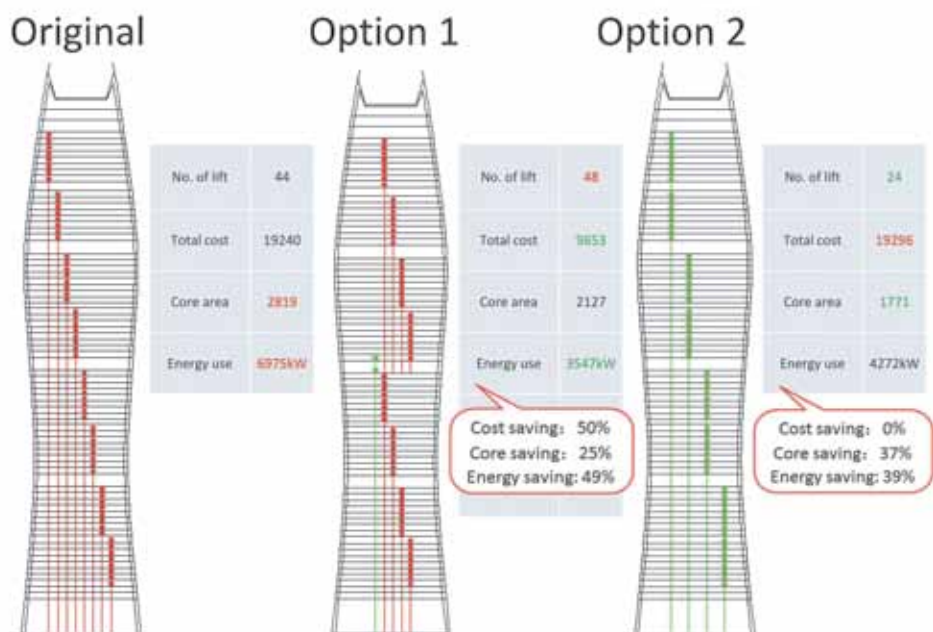 Original
No. of lift 44
Total cost 19240
Core area 2819
Energy use 6975kW
Option 1
No. of lift 48
Total cost 9653
Core area 2127
Energy use 3547kW
Cost saving: 50%
Core saving: 25%
Energy saving: 49%
Option 2
No. of lift 24
Total cost 19296
Core area 1771
Energy use 4272kW
Cost saving: 0%
Core saving: 37%
Energy saving: 39%